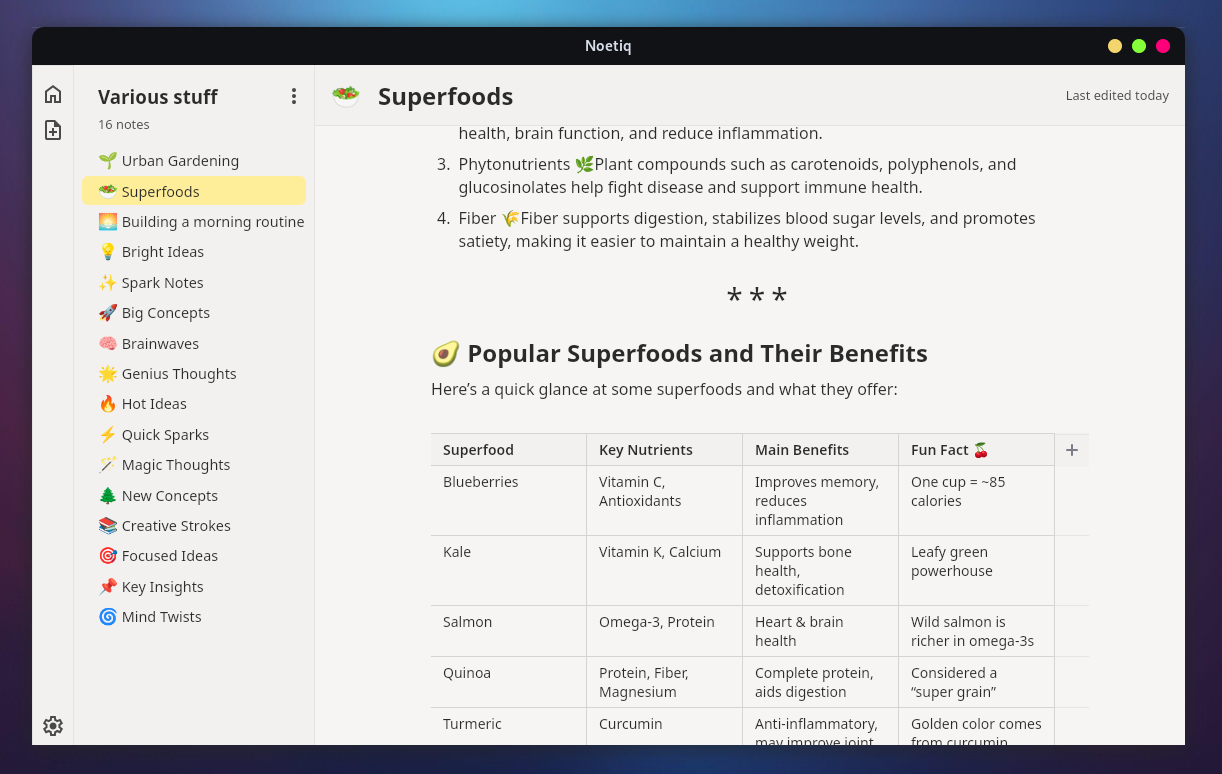 Noetiq
Various stuff
16 notes
🌱 Urban Gardening
🥗 Superfoods
🌅 Building a morning routine
💡 Bright Ideas
✨ Spark Notes
🚀 Big Concepts
🧠 Brainwaves
🌟 Genius Thoughts
🔥 Hot Ideas
⚡ Quick Sparks
🪄 Magic Thoughts
🌲 New Concepts
📚 Creative Strokes
🎯 Focused Ideas
📌 Key Insights
🌀 Mind Twists
🥗 Superfoods
Last edited today
health, brain function, and reduce inflammation.
3. Phytonutrients 🌿Plant compounds such as carotenoids, polyphenols, and
glucosinolates help fight disease and support immune health.
4. Fiber 🌾Fiber supports digestion, stabilizes blood sugar levels, and promotes
satiety, making it easier to maintain a healthy weight.
* * *
🥑 Popular Superfoods and Their Benefits
Here’s a quick glance at some superfoods and what they offer:
Superfood Key Nutrients Main Benefits Fun Fact 🍒 +
Blueberries
Vitamin C,
Antioxidants
Improves memory,
reduces
inflammation
One cup = ~85
calories
Kale
Vitamin K, Calcium
Supports bone
health,
detoxification
Leafy green
powerhouse
Salmon
Omega-3, Protein
Heart & brain
health
Wild salmon is
richer in omega-3s
Quinoa
Protein, Fiber,
Magnesium
Complete protein,
aids digestion
Considered a
“super grain”
Turmeric
Curcumin
Anti-inflammatory,
may improve joint
Golden color comes
from curcumin